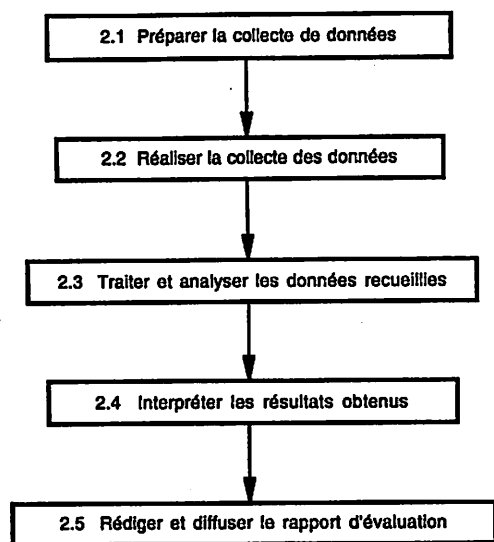 2.1 Préparer la collecte de données
2.2 Réaliser la collecte des données
2.3 Traiter et analyser les données recueillies
2.4 Interpréter les résultats obtenus
2.5 Rédiger et diffuser le rapport d'évaluation